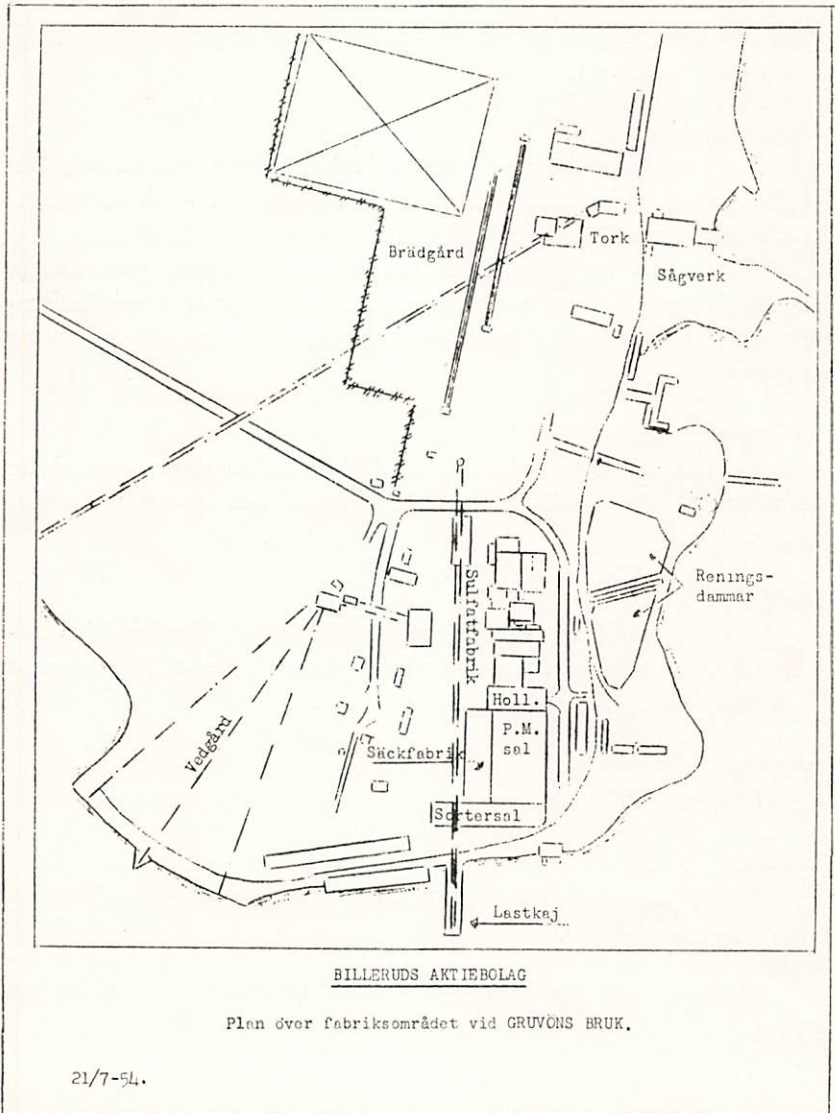 Brädgård
Tork
Sågverk
Sulfatfabrik
Renings-
dammar
Holl.
P.M.
sal
Vedgård
Säckfabrik
Sortersal
Lastkaj
BILLERUDS AKTIEBOLAG
Plan över fabriksområdet vid GRUVÖNS BRUK.
21/7-54.